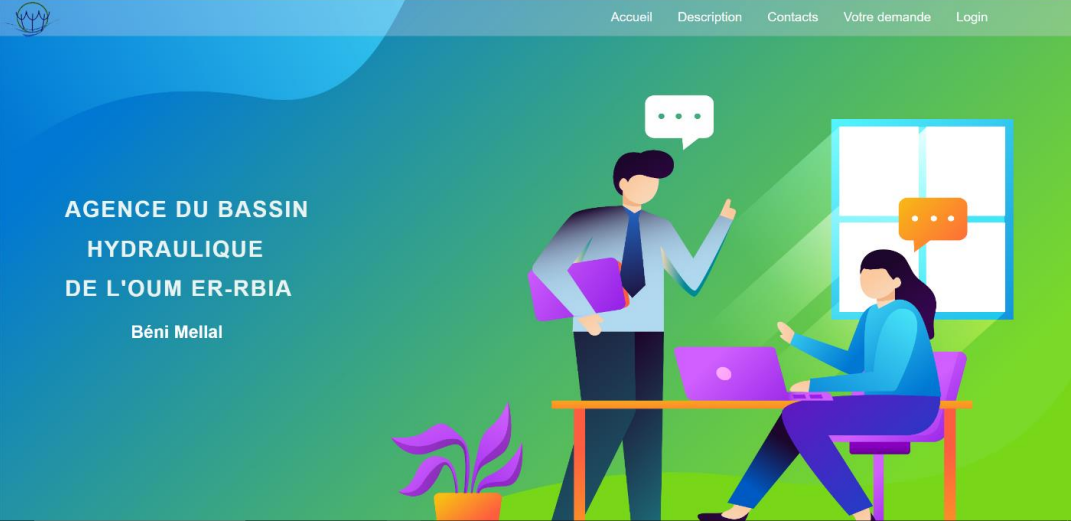 Accueil Description Contacts Votre demande Login
AGENCE DU BASSIN
HYDRAULIQUE
DE L'OUM ER-RBIA
Béni Mellal